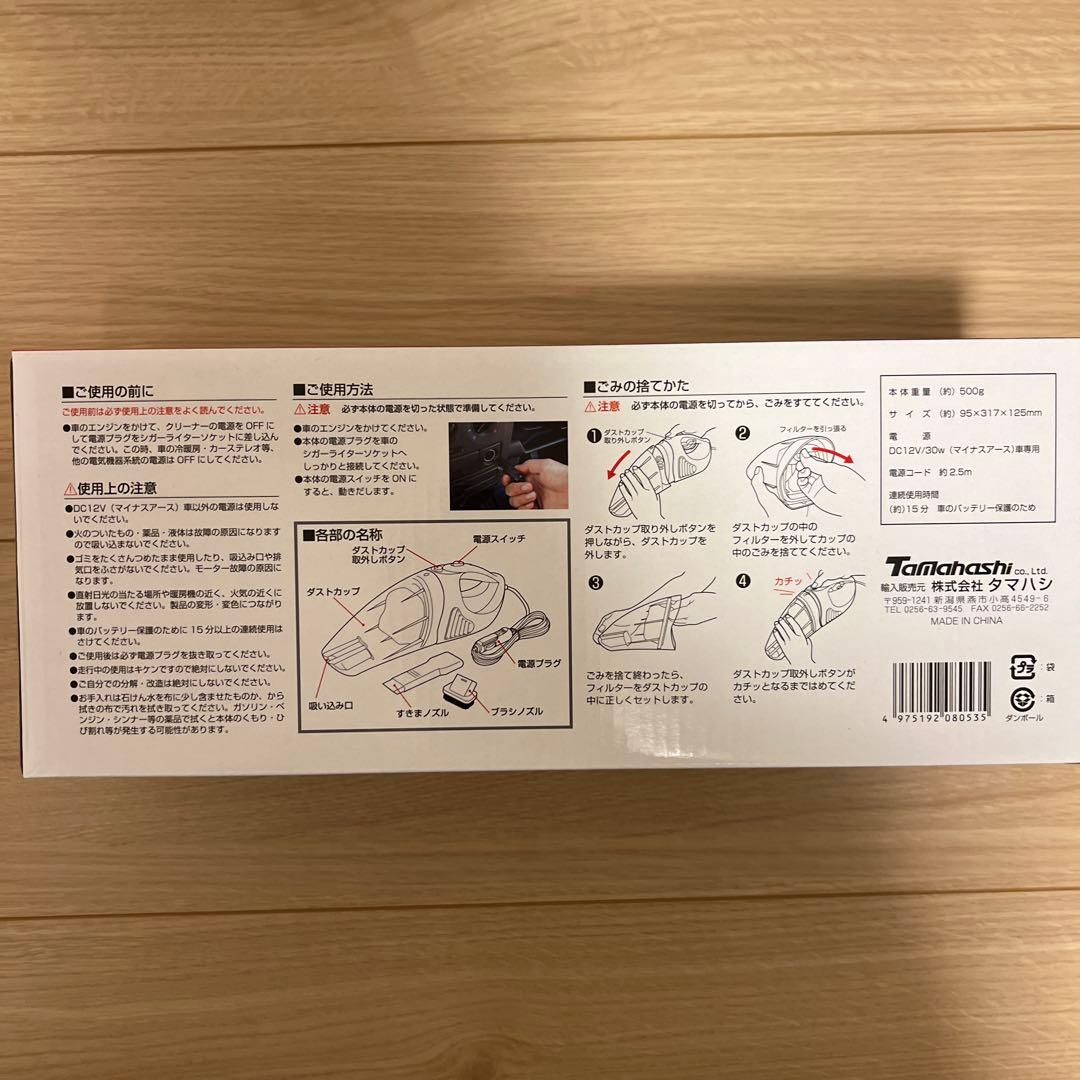 ■ご使用の前に
ご使用前は必ず使用上の注意をよく読んでください。
●車のエンジンをかけて、クリーナーの電源を OFF に
して電源プラグをシガーライターソケットに差し込ん
でください。この時、車の冷暖房・カーステレオ等、
他の電気機器系統の電源は OFF にしてください。
⚠使用上の注意
●DC12V（マイナスアース）車以外の電源は使用しな
いでください。
●火のついたもの・薬品・液体は故障の原因になります
ので吸い込まないでください。
●ゴミをたくさんつめたまま使用したり、吸込み口や排
気口をふさがないでください。モーター故障の原因に
なります。
●直射日光の当たる場所や暖房機の近く、火気の近くに
放置しないでください。製品の変形・変色につながり
ます。
●車のバッテリー保護のために 15 分以上の連続使用は
さけてください。
●ご使用後は必ず電源プラグを抜き取ってください。
●走行中の使用はキケンですので絶対にしないでください。
●ご自分での分解・改造は絶対にしないでください。
●お手入れは石けん水を布に少し含ませたものか、から
拭きの布で汚れを拭き取ってください。ガソリン・ベ
ンジン・シンナー等の薬品で拭くと本体のくもり・ひ
び割れ等が発生する可能性があります。
■ご使用方法
⚠注意 必ず本体の電源を切った状態で準備してください。
●車のエンジンをかけてください。
●本体の電源プラグを車の
シガーライターソケットへ
しっかりと接続してください。
●本体の電源スイッチを ON に
すると、動きだします。
■各部の名称
ダストカップ
取外しボタン
電源スイッチ
ダストカップ
電源プラグ
吸い込み口
すきまノズル
ブラシノズル
■ごみの捨てかた
⚠注意 必ず本体の電源を切ってから、ごみをすててください。
❶ ダストカップ
取り外しボタン
ダストカップ取り外しボタンを
押しながら、ダストカップを
外します。
❷ フィルターを引っ張る
ダストカップの中の
フィルターを外してカップの
中のごみを捨ててください。
❸
ごみを捨て終わったら、
フィルターをダストカップの
中に正しくセットします。
❹ カチッ
ダストカップ取外しボタンが
カチッとなるまではめてくだ
さい。
本体重量 （約）500g
サイズ （約）95×317×125mm
電源
DC12V/30w（マイナスアース）車専用
電源コード 約 2.5m
連続使用時間
（約）15 分 車のバッテリー保護のため
Tamahashi CO., Ltd.
輸入販売元 株式会社 タマハシ
〒959-1241 新潟県燕市小高4549−6
TEL 0256-63-9545 FAX 0256-66-2252
MADE IN CHINA
4 975192 080535
プラ : 袋
: 箱
ダンボール